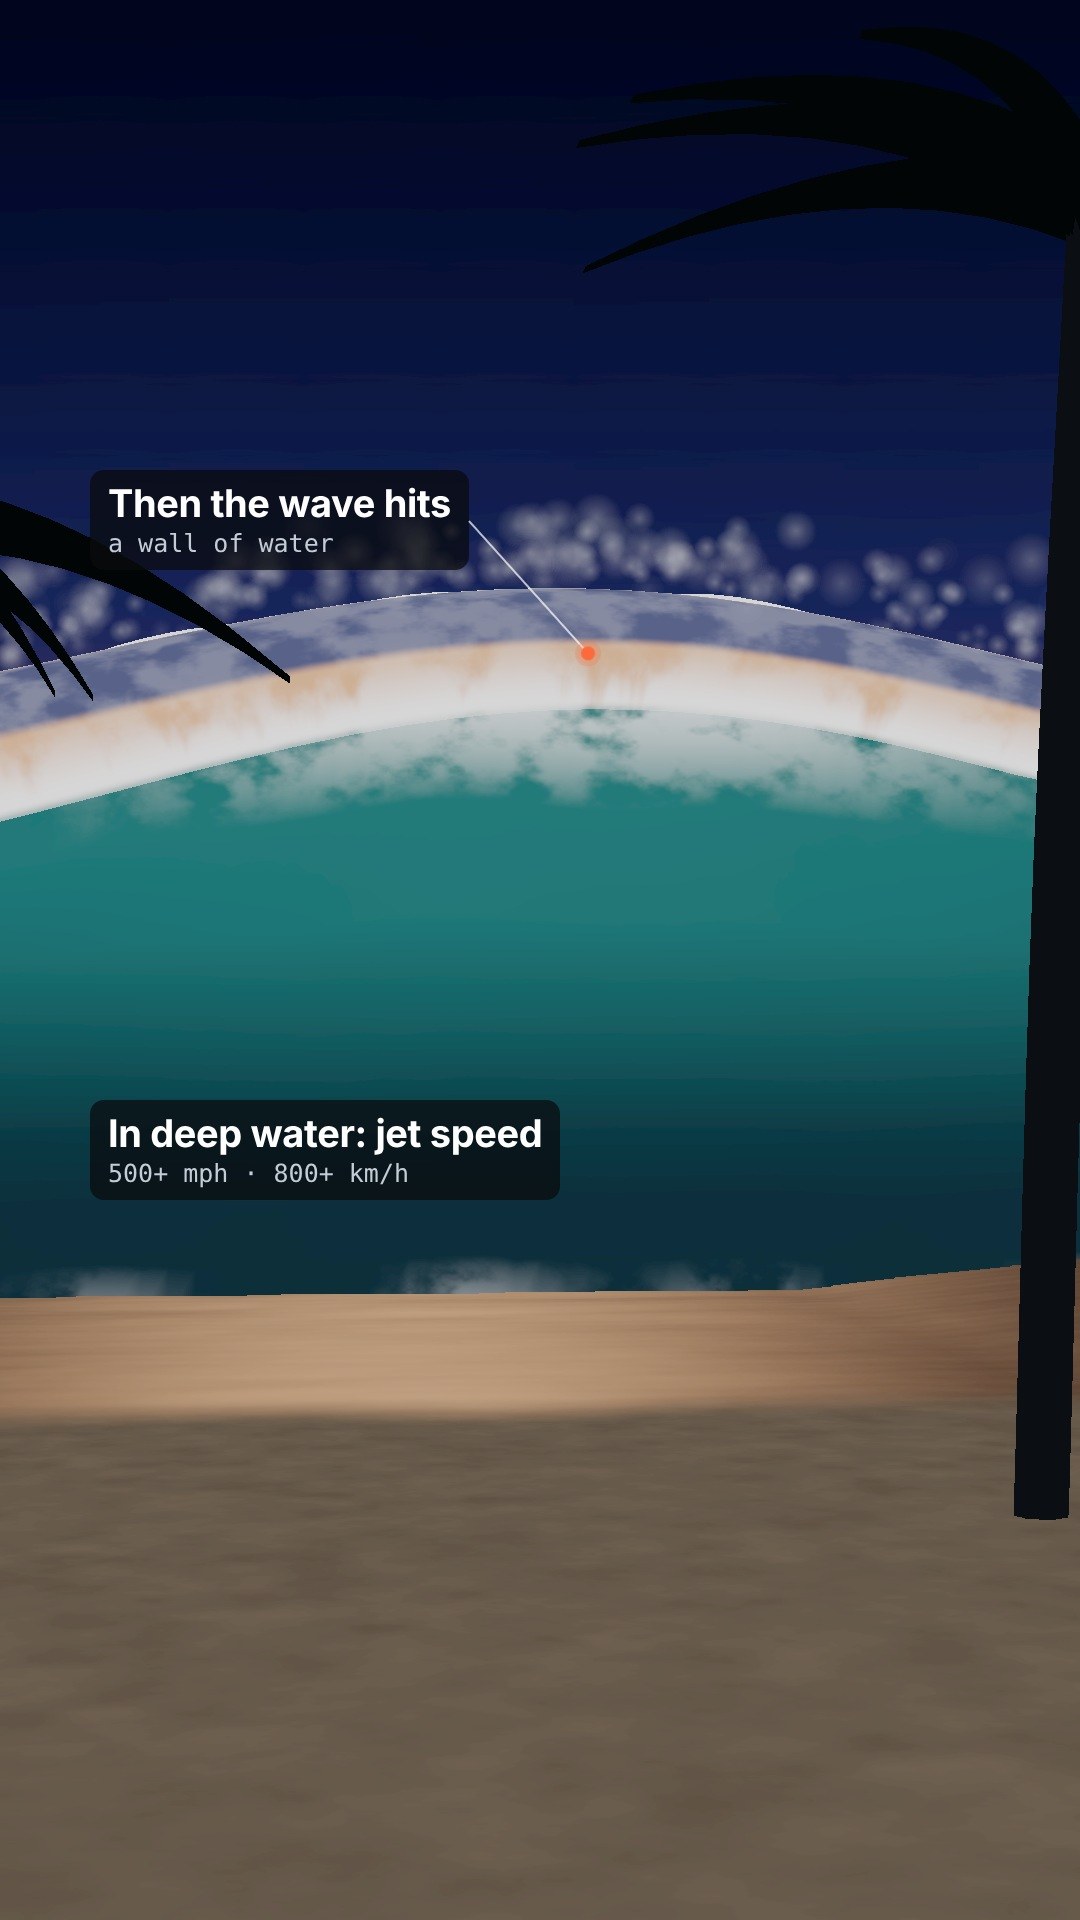 Then the wave hits
a wall of water
In deep water: jet speed
500+ mph · 800+ km/h